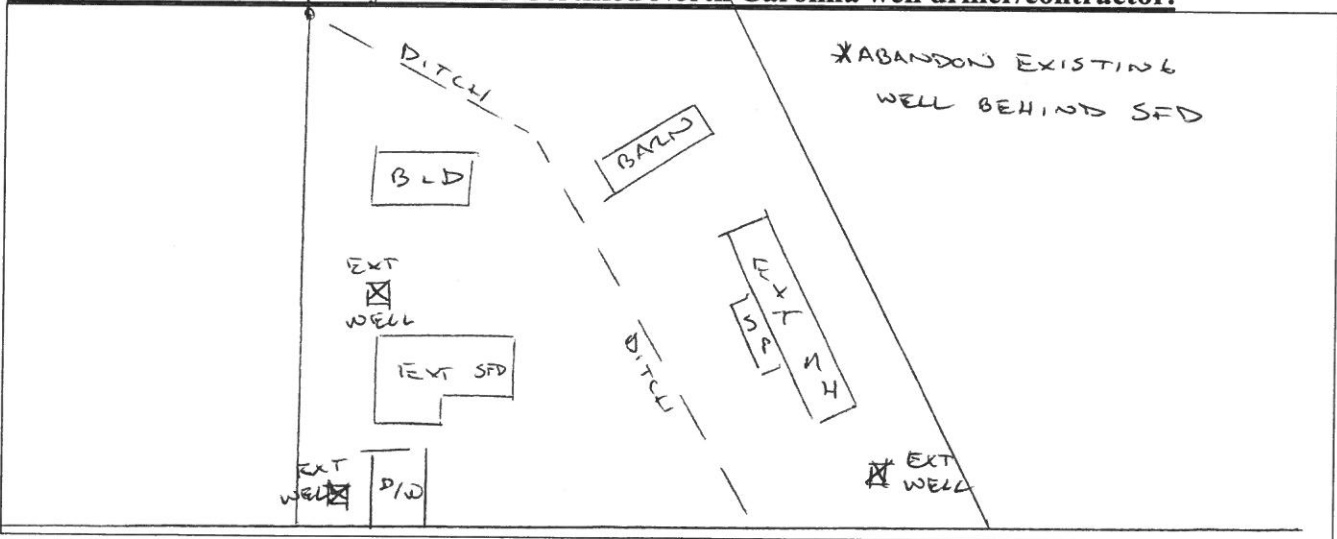 North Carolina well driller/contractor.
*ABANDON EXISTING
WELL BEHIND SFD
DITCH
BARN
BLD
EXT
WELL
EXT
MH
DITCH
EXT SFD
EXT
WELL
D/W
EXT
WELL